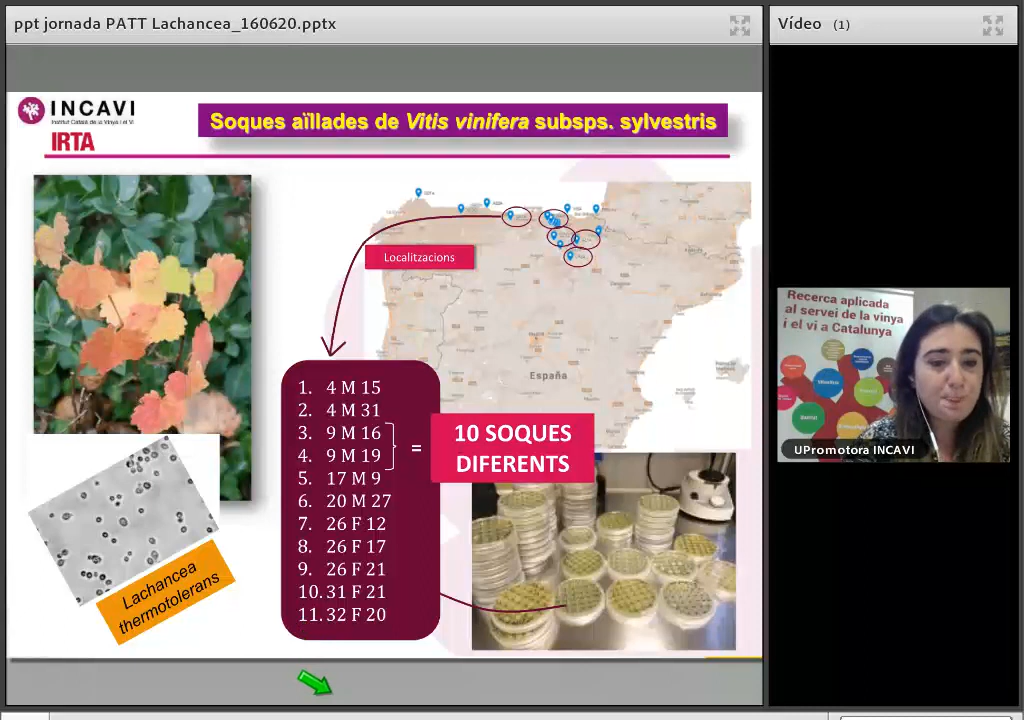 ppt jornada PATT Lachancea_160620.pptx
Vídeo (1)
INCAVI
Institut Català de la Vinya i el Vi
IRTA
Soques aïllades de Vitis vinifera subsps. sylvestris
Localitzacions
España
1. 4 M 15
2. 4 M 31
3. 9 M 16
4. 9 M 19
5. 17 M 9
6. 20 M 27
7. 26 F 12
8. 26 F 17
9. 26 F 21
10. 31 F 21
11. 32 F 20
=
10 SOQUES
DIFERENTS
Lachancea
thermotolerans
Recerca aplicada
al servei de la vinya
i el vi a Catalunya
UPromotora INCAVI